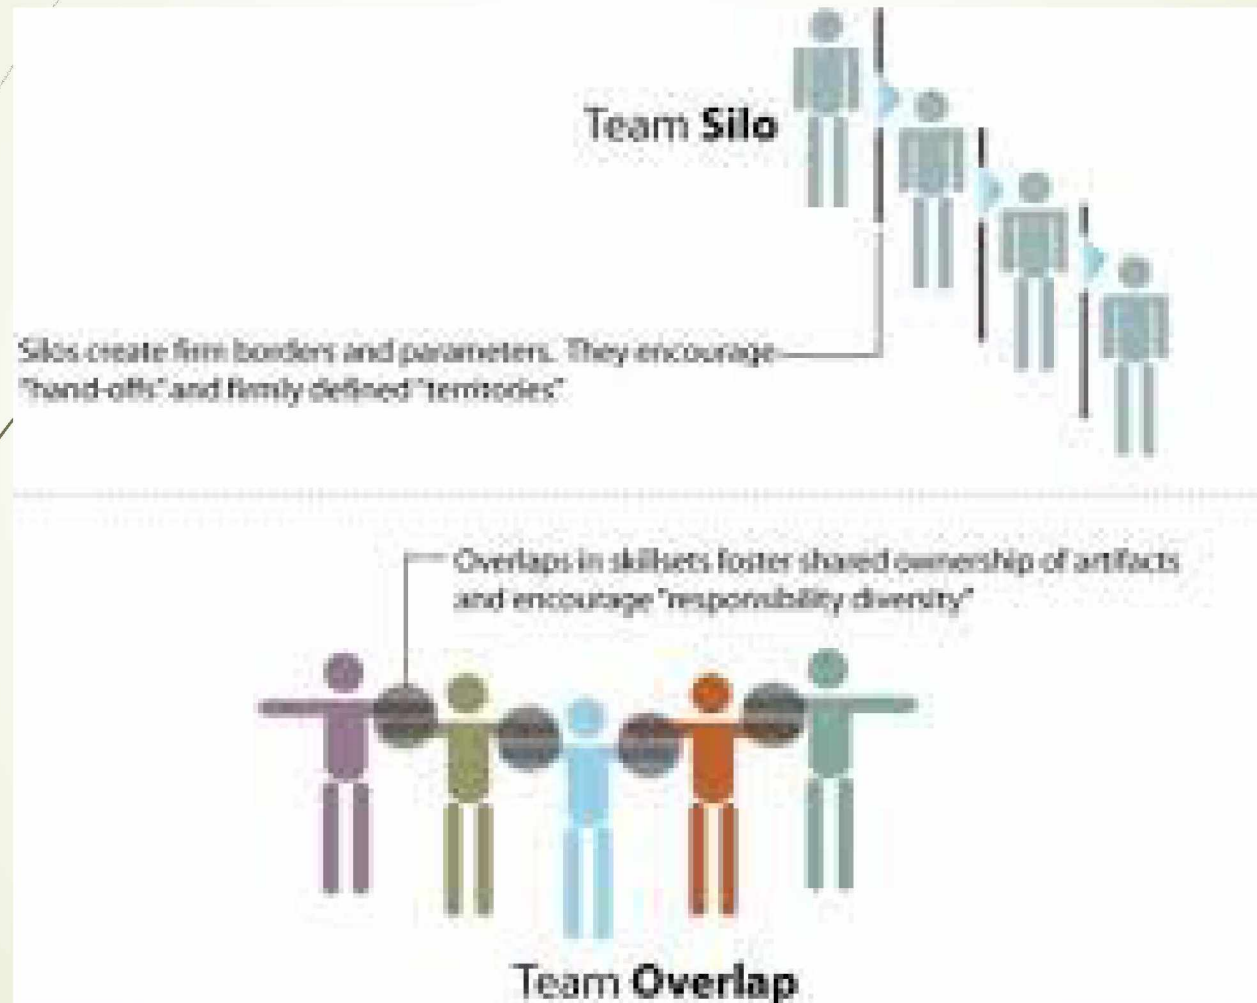 Team Silo
Silos create firm borders and parameters. They encourage
"hand-offs" and firmly defined "territories"
Overlaps in skillsets foster shared ownership of artifacts
and encourage "responsibility diversity"
Team Overlap